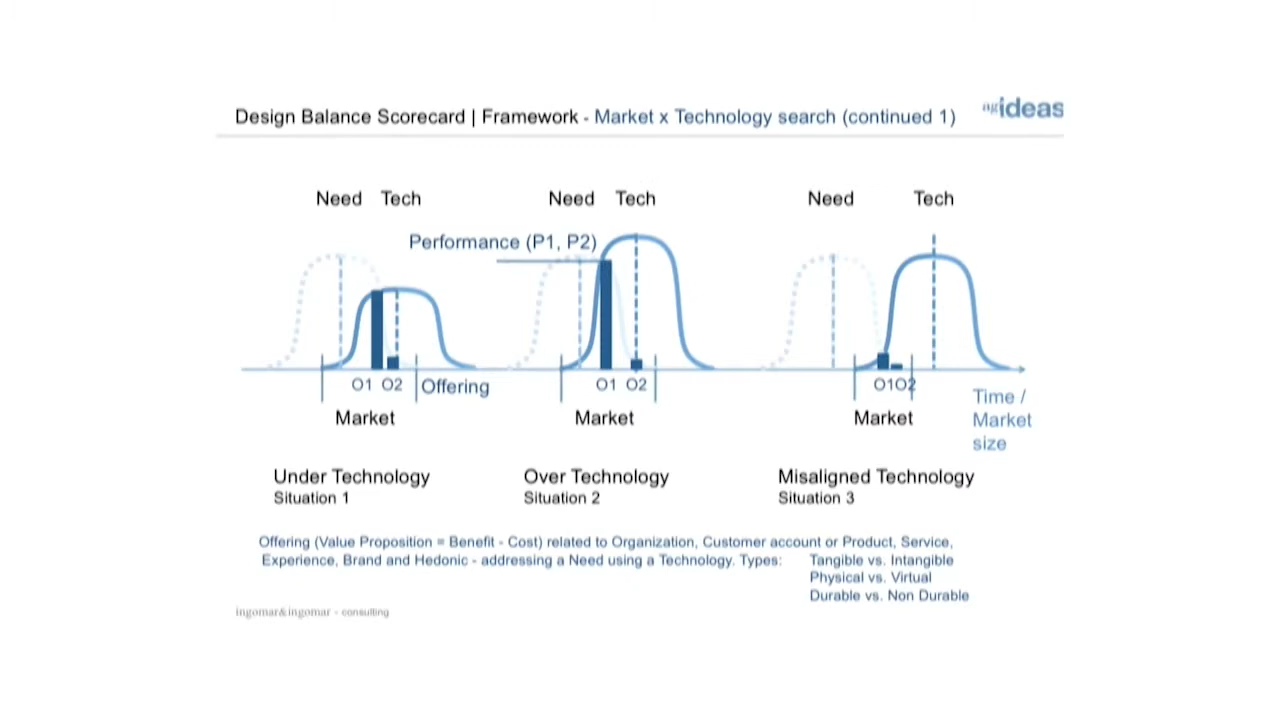 Design Balance Scorecard | Framework - Market x Technology search (continued 1)
agideas
Need Tech
Need Tech
Need Tech
Performance (P1, P2)
O1 O2
Offering
O1 O2
O1O2
Time /
Market
size
Market
Market
Market
Under Technology
Situation 1
Over Technology
Situation 2
Misaligned Technology
Situation 3
Offering (Value Proposition = Benefit - Cost) related to Organization, Customer account or Product, Service,
Experience, Brand and Hedonic - addressing a Need using a Technology. Types:
Tangible vs. Intangible
Physical vs. Virtual
Durable vs. Non Durable
ingomar&ingomar - consulting